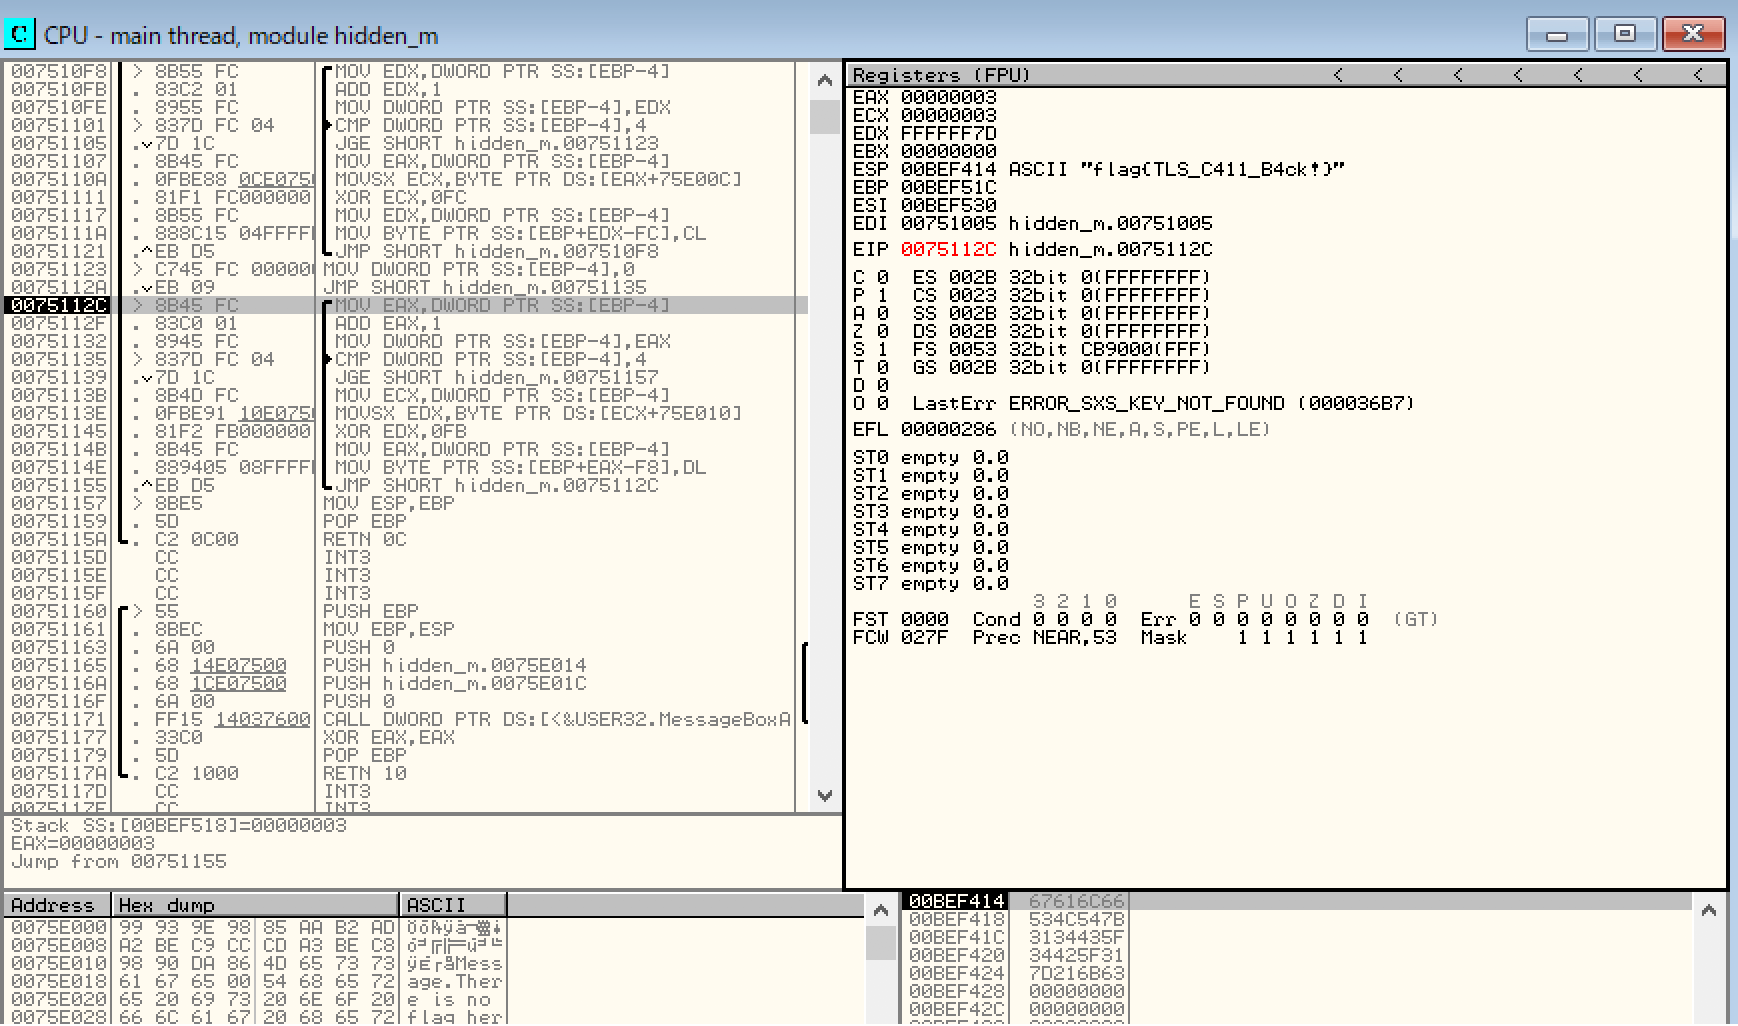 C CPU - main thread, module hidden_m
007510F8 > 8B55 FC MOV EDX,DWORD PTR SS:[EBP-4]
007510FB . 83C2 01 ADD EDX,1
007510FE . 8955 FC MOV DWORD PTR SS:[EBP-4],EDX
00751101 > 837D FC 04 CMP DWORD PTR SS:[EBP-4],4
00751105 .v7D 1C JGE SHORT hidden_m.00751123
00751107 . 8B45 FC MOV EAX,DWORD PTR SS:[EBP-4]
0075110A . 0FBE88 0CE0750 MOVSX ECX,BYTE PTR DS:[EAX+75E00C]
00751111 . 81F1 FC000000 XOR ECX,0FC
00751117 . 8B55 FC MOV EDX,DWORD PTR SS:[EBP-4]
0075111A . 888C15 04FFFF MOV BYTE PTR SS:[EBP+EDX-FC],CL
00751121 .^EB D5 JMP SHORT hidden_m.007510F8
00751123 > C745 FC 000000 MOV DWORD PTR SS:[EBP-4],0
0075112A .vEB 09 JMP SHORT hidden_m.00751135
0075112C > 8B45 FC MOV EAX,DWORD PTR SS:[EBP-4]
0075112F . 83C0 01 ADD EAX,1
00751132 . 8945 FC MOV DWORD PTR SS:[EBP-4],EAX
00751135 > 837D FC 04 CMP DWORD PTR SS:[EBP-4],4
00751139 .v7D 1C JGE SHORT hidden_m.00751157
0075113B . 8B4D FC MOV ECX,DWORD PTR SS:[EBP-4]
0075113E . 0FBE91 10E0750 MOVSX EDX,BYTE PTR DS:[ECX+75E010]
00751145 . 81F2 FB000000 XOR EDX,0FB
0075114B . 8B45 FC MOV EAX,DWORD PTR SS:[EBP-4]
0075114E . 889405 08FFFF MOV BYTE PTR SS:[EBP+EAX-F8],DL
00751155 .^EB D5 JMP SHORT hidden_m.0075112C
00751157 > 8BE5 MOV ESP,EBP
00751159 . 5D POP EBP
0075115A . C2 0C00 RETN 0C
0075115D CC INT3
0075115E CC INT3
0075115F CC INT3
00751160 > 55 PUSH EBP
00751161 . 8BEC MOV EBP,ESP
00751163 . 6A 00 PUSH 0
00751165 . 68 14E07500 PUSH hidden_m.0075E014
0075116A . 68 1CE07500 PUSH hidden_m.0075E01C
0075116F . 6A 00 PUSH 0
00751171 . FF15 14037600 CALL DWORD PTR DS:[<&USER32.MessageBoxA
00751177 . 33C0 XOR EAX,EAX
00751179 . 5D POP EBP
0075117A . C2 1000 RETN 10
0075117D CC INT3
0075117E CC INT3
Stack SS:[00BEF518]=00000003
EAX=00000003
Jump from 00751155
Registers (FPU) < < < < < < <
EAX 00000003
ECX 00000003
EDX FFFFFF7D
EBX 00000000
ESP 00BEF414 ASCII "flag{TLS_C411_B4ck!}"
EBP 00BEF51C
ESI 00BEF530
EDI 00751005 hidden_m.00751005
EIP 0075112C hidden_m.0075112C
C 0 ES 002B 32bit 0(FFFFFFFF)
P 1 CS 0023 32bit 0(FFFFFFFF)
A 0 SS 002B 32bit 0(FFFFFFFF)
Z 0 DS 002B 32bit 0(FFFFFFFF)
S 1 FS 0053 32bit CB9000(FFF)
T 0 GS 002B 32bit 0(FFFFFFFF)
D 0
O 0 LastErr ERROR_SXS_KEY_NOT_FOUND (000036B7)
EFL 00000286 (NO,NB,NE,A,S,PE,L,LE)
ST0 empty 0.0
ST1 empty 0.0
ST2 empty 0.0
ST3 empty 0.0
ST4 empty 0.0
ST5 empty 0.0
ST6 empty 0.0
ST7 empty 0.0
3 2 1 0 E S P U O Z D I
FST 0000 Cond 0 0 0 0 Err 0 0 0 0 0 0 0 0 (GT)
FCW 027F Prec NEAR,53 Mask 1 1 1 1 1 1
Address Hex dump ASCII
0075E000 99 93 9E 98 85 AA B2 AD
0075E008 A2 BE C9 CC CD A3 BE C8
0075E010 98 90 DA 86 4D 65 73 73 ÿÉ┌åMess
0075E018 61 67 65 00 54 68 65 72 age.Ther
0075E020 65 20 69 73 20 6E 6F 20 e is no
0075E028 66 6C 61 67 20 68 65 72 flag her
00BEF414 67616C66
00BEF418 534C547B
00BEF41C 3134435F
00BEF420 34425F31
00BEF424 7D216B63
00BEF428 00000000
00BEF42C 00000000